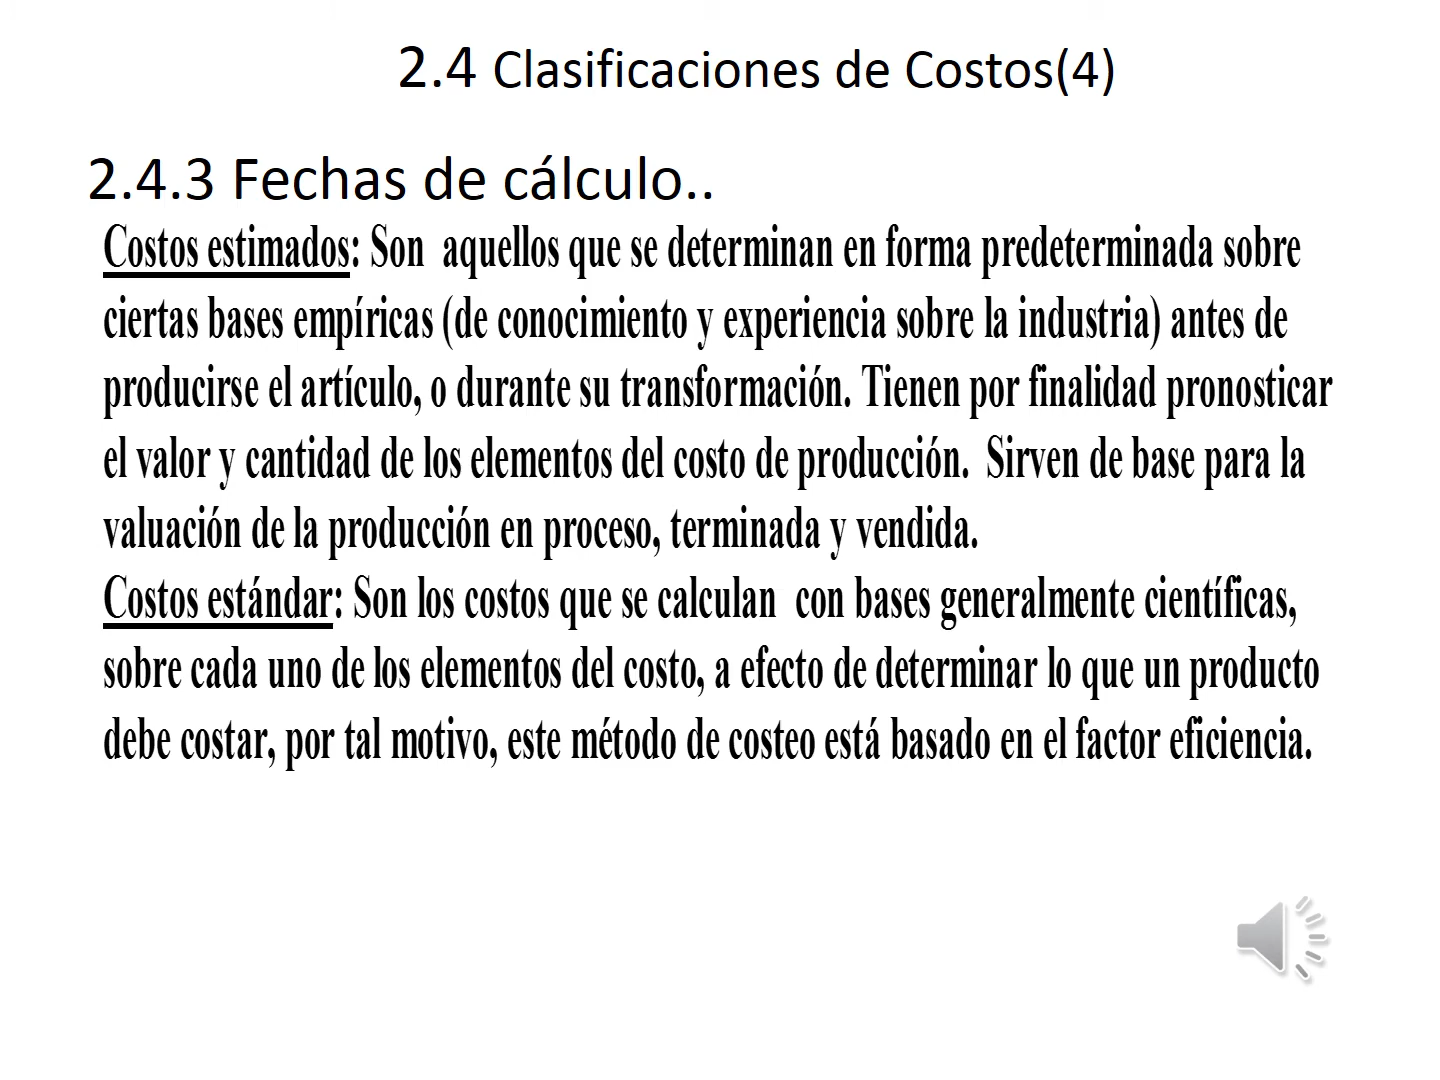 2.4 Clasificaciones de Costos(4)
2.4.3 Fechas de cálculo..
Costos estimados: Son  aquellos que se determinan en forma predeterminada sobre
ciertas bases empíricas (de conocimiento y experiencia sobre la industria) antes de
producirse el artículo, o durante su transformación. Tienen por finalidad pronosticar
el valor y cantidad de los elementos del costo de producción.  Sirven de base para la
valuación de la producción en proceso, terminada y vendida.
Costos estándar: Son los costos que se calculan  con bases generalmente científicas,
sobre cada uno de los elementos del costo, a efecto de determinar lo que un producto
debe costar, por tal motivo, este método de costeo está basado en el factor eficiencia.